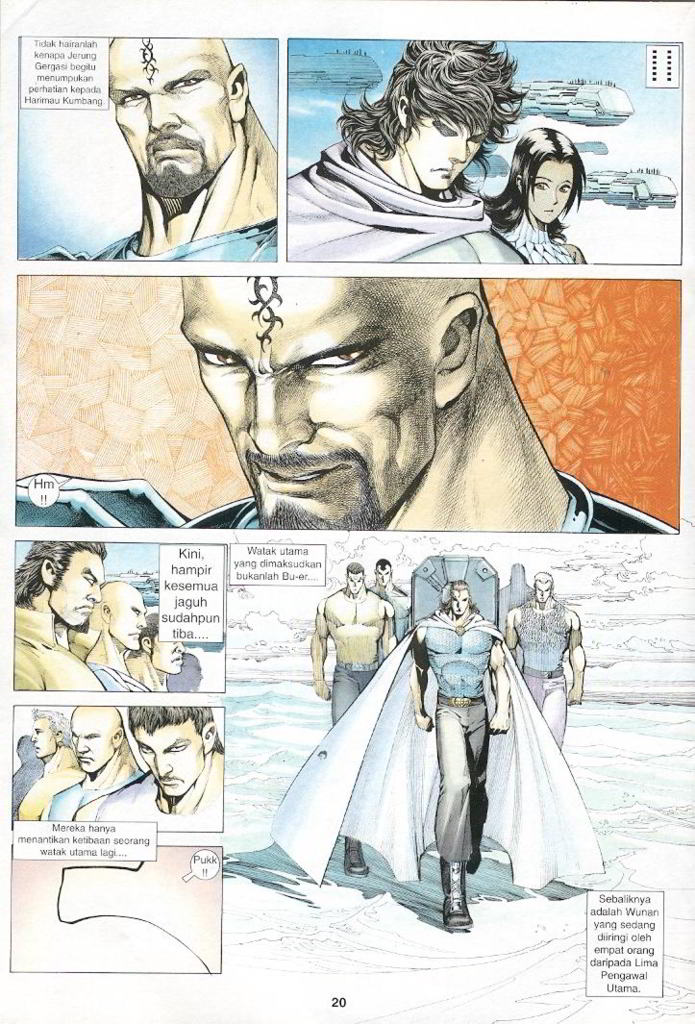 Tidak hairanlah
kenapa Jerung
Gergasi begitu
menumpukan
perhatian kepada
Harimau Kumbang.
!!!
Hm
!!
Kini,
hampir
kesemua
jaguh
sudahpun
tiba....
Watak utama
yang dimaksudkan
bukanlah Bu-er....
Mereka hanya
menantikan ketibaan seorang
watak utama lagi....
Pukk
!!
Sebaliknya
adalah Wunan
yang sedang
diiringi oleh
empat orang
daripada Lima
Pengawal
Utama.
20